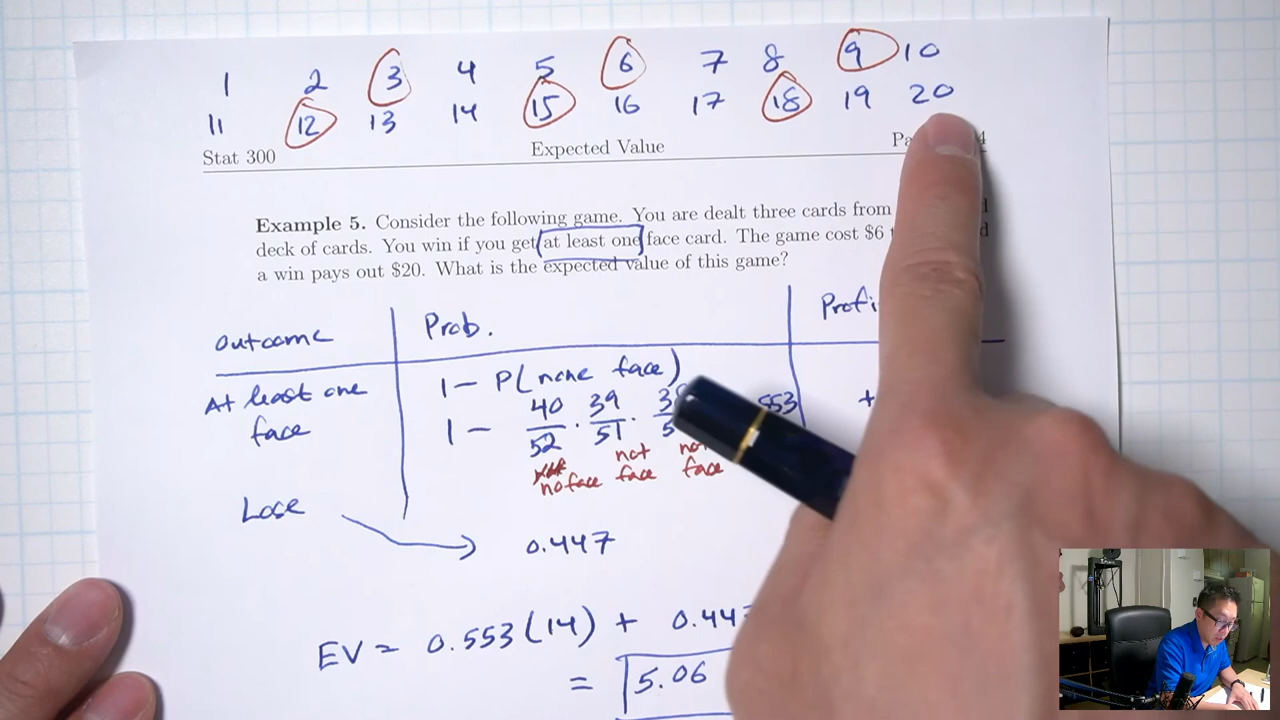 1 2 3 4 5 6 7 8 9 10
11 12 13 14 15 16 17 18 19 20
Stat 300 Expected Value 4
Example 5. Consider the following game. You are dealt three cards from
deck of cards. You win if you get at least one face card. The game cost $6
a win pays out $20. What is the expected value of this game?
Outcome Prob.
At least one face 1 - P(none face)
1 - 40/52 · 39/51 ·
no face not face face
Lose 0.447
EV = 0.553(14) +
= 5.06